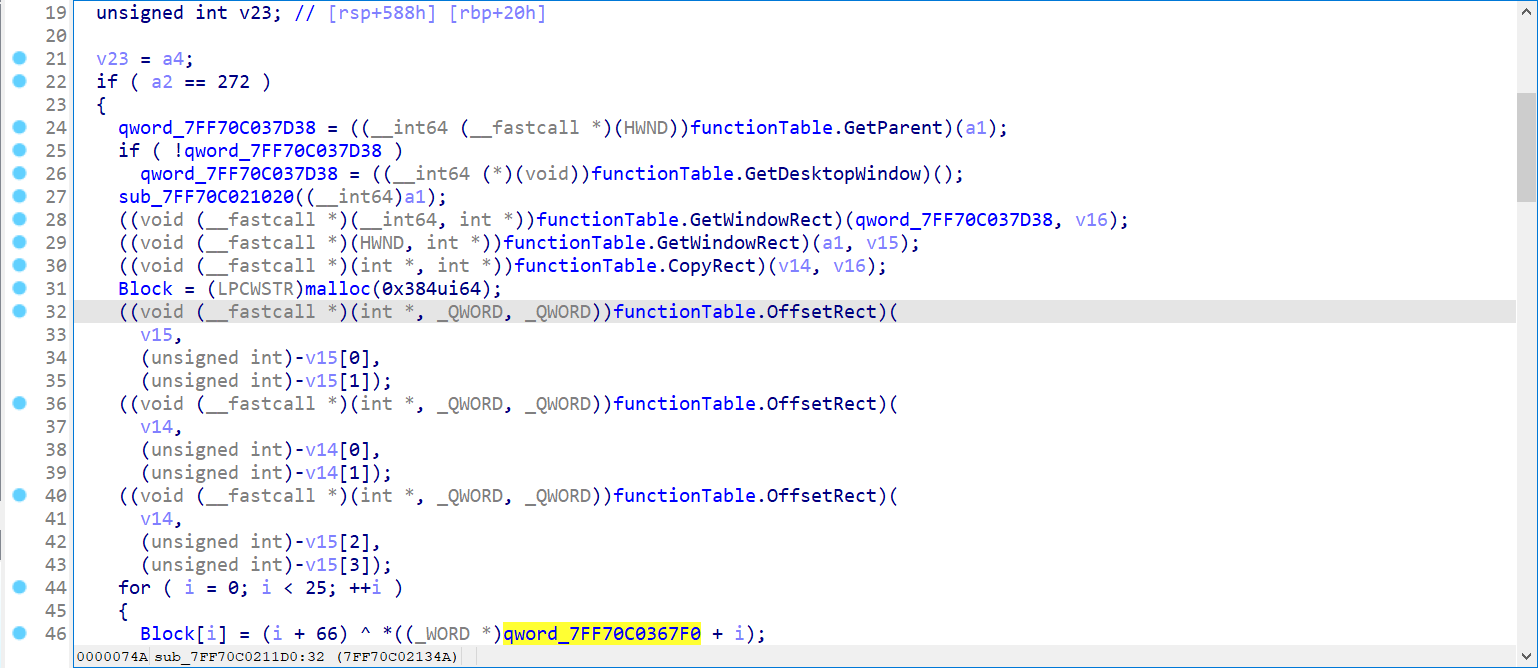 19 unsigned int v23; // [rsp+588h] [rbp+20h]
20
21 v23 = a4;
22 if ( a2 == 272 )
23 {
24 qword_7FF70C037D38 = ((__int64 (__fastcall *)(HWND))functionTable.GetParent)(a1);
25 if ( !qword_7FF70C037D38 )
26 qword_7FF70C037D38 = ((__int64 (*)(void))functionTable.GetDesktopWindow)();
27 sub_7FF70C021020((__int64)a1);
28 ((void (__fastcall *)(__int64, int *))functionTable.GetWindowRect)(qword_7FF70C037D38, v16);
29 ((void (__fastcall *)(HWND, int *))functionTable.GetWindowRect)(a1, v15);
30 ((void (__fastcall *)(int *, int *))functionTable.CopyRect)(v14, v16);
31 Block = (LPCWSTR)malloc(0x384ui64);
32 ((void (__fastcall *)(int *, _QWORD, _QWORD))functionTable.OffsetRect)(
33 v15,
34 (unsigned int)-v15[0],
35 (unsigned int)-v15[1]);
36 ((void (__fastcall *)(int *, _QWORD, _QWORD))functionTable.OffsetRect)(
37 v14,
38 (unsigned int)-v14[0],
39 (unsigned int)-v14[1]);
40 ((void (__fastcall *)(int *, _QWORD, _QWORD))functionTable.OffsetRect)(
41 v14,
42 (unsigned int)-v15[2],
43 (unsigned int)-v15[3]);
44 for ( i = 0; i < 25; ++i )
45 {
46 Block[i] = (i + 66) ^ *((_WORD *)qword_7FF70C0367F0 + i);
0000074A sub_7FF70C0211D0:32 (7FF70C02134A)